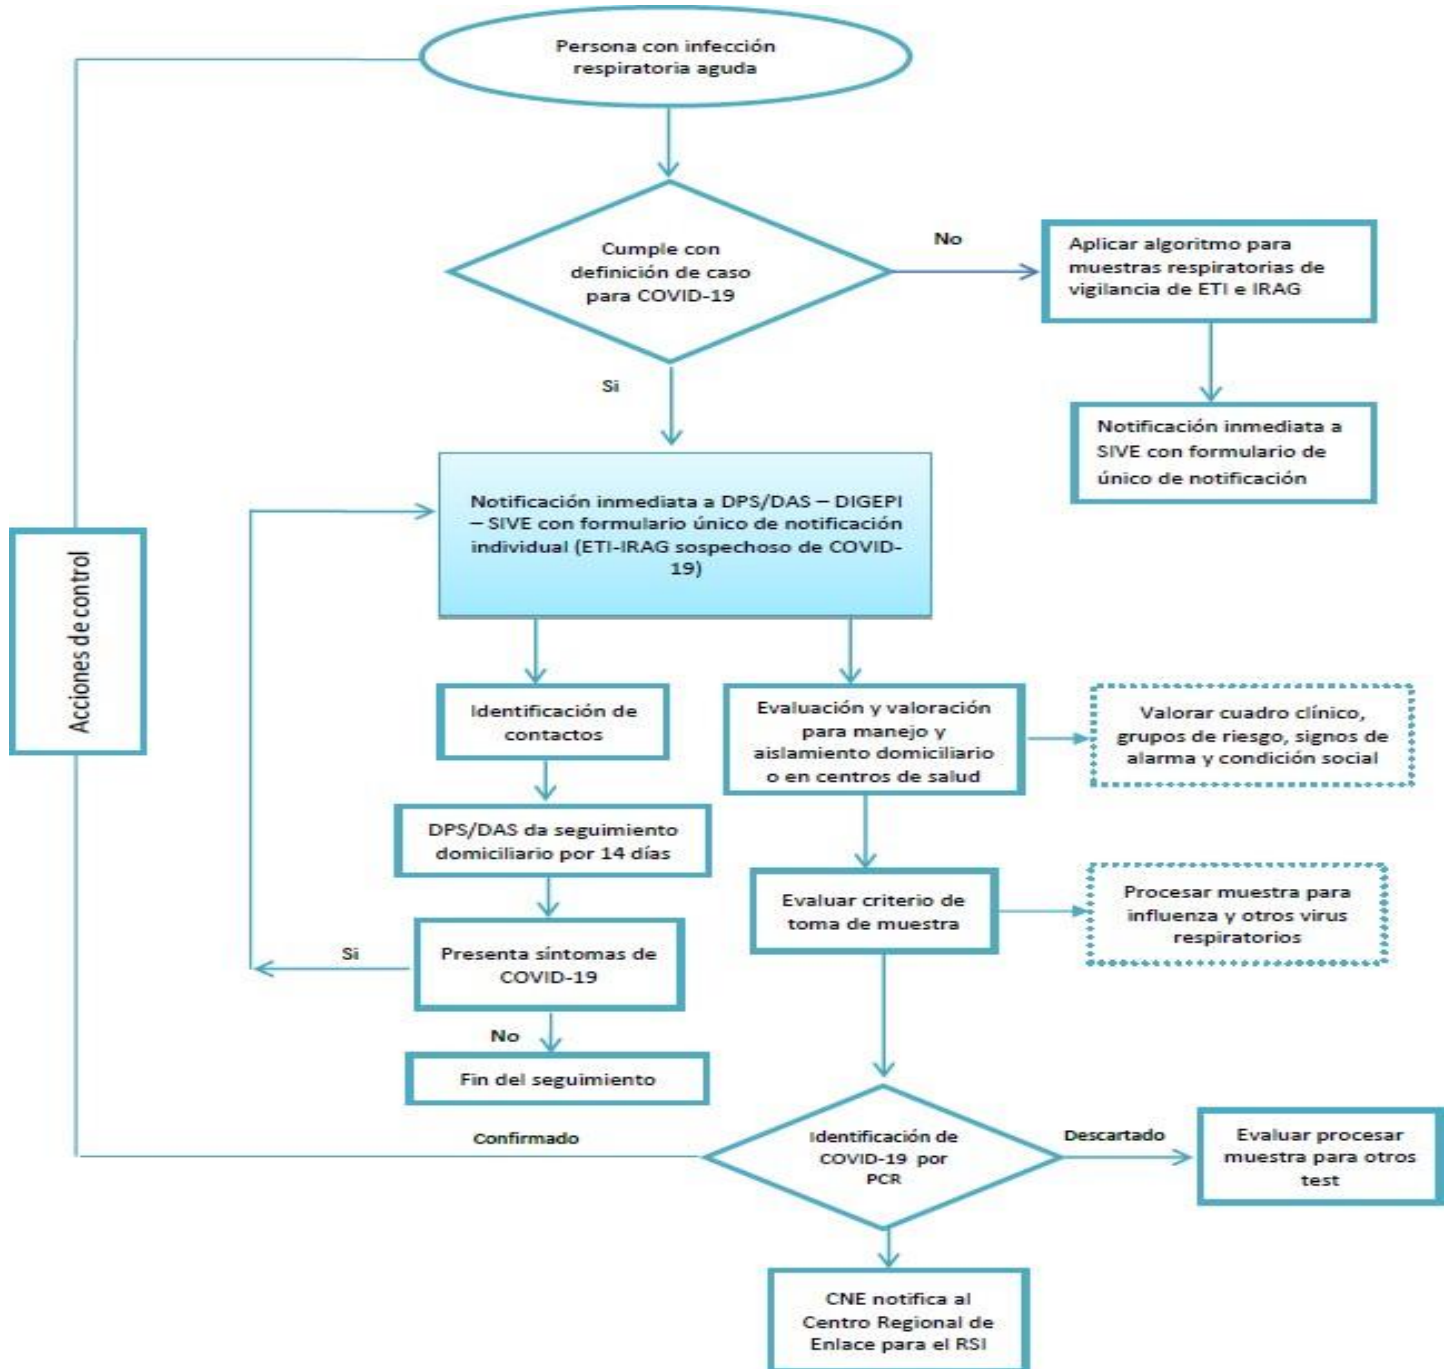 Persona con infección
respiratoria aguda
Cumple con
definición de caso
para COVID-19
No
Aplicar algoritmo para
muestras respiratorias de
vigilancia de ETI e IRAG
Si
Notificación inmediata a
SIVE con formulario de
único de notificación
Notificación inmediata a DPS/DAS – DIGEPI
– SIVE con formulario único de notificación
individual (ETI-IRAG sospechoso de COVID-
19)
Acciones de control
Identificación de
contactos
Evaluación y valoración
para manejo y
aislamiento domiciliario
o en centros de salud
Valorar cuadro clínico,
grupos de riesgo, signos de
alarma y condición social
DPS/DAS da seguimiento
domiciliario por 14 días
Evaluar criterio de
toma de muestra
Procesar muestra para
influenza y otros virus
respiratorios
Si
Presenta síntomas de
COVID-19
No
Fin del seguimiento
Confirmado
Identificación de
COVID-19 por
PCR
Descartado
Evaluar procesar
muestra para otros
test
CNE notifica al
Centro Regional de
Enlace para el RSI